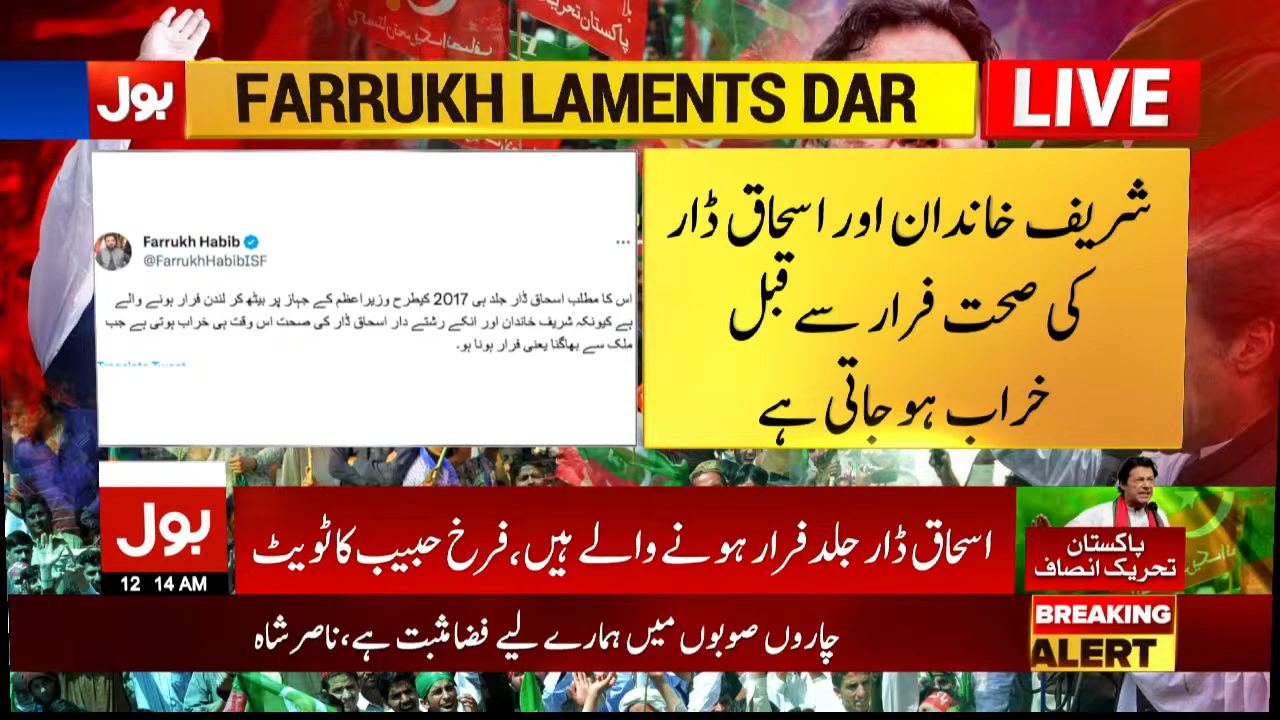 بول
FARRUKH LAMENTS DAR
LIVE
پاکستان تحریک
Farrukh Habib
@FarrukhHabibISF
اس کا مطلب اسحاق ڈار جلد ہی 2017 کیطرح وزیراعظم کے جہاز پر بیٹھ کر لندن فرار ہونے والے
ہے کیونکہ شریف خاندان اور انکے رشتے دار اسحاق ڈار کی صحت اس وقت ہی خراب ہوتی ہے جب
ملک سے بھاگنا یعنی فرار ہونا ہو۔
شریف خاندان اور اسحاق ڈار
کی صحت فرار سے قبل
خراب ہو جاتی ہے
بول
12 14 AM
اسحاق ڈار جلد فرار ہونے والے ہیں، فرخ حبیب کا ٹویٹ
پاکستان
تحریک انصاف
چاروں صوبوں میں ہمارے لیے فضا مثبت ہے، ناصر شاہ
BREAKING
ALERT